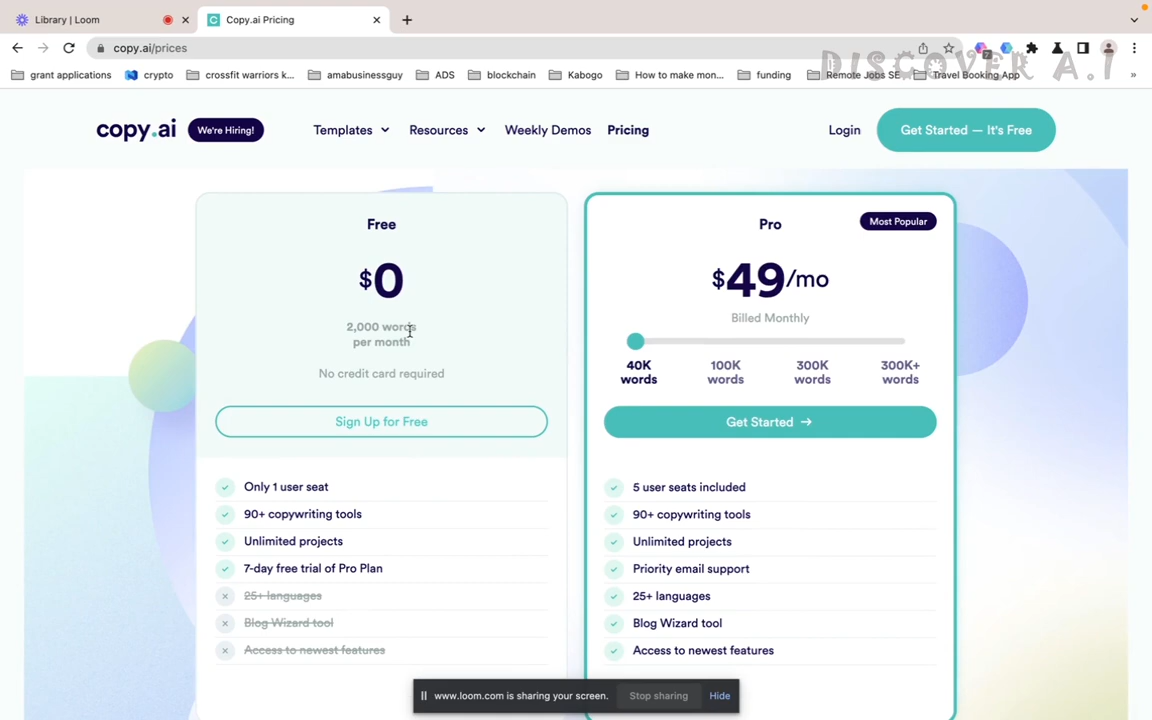 Library | Loom
Copy.ai Pricing
copy.ai/prices
7
grant applications
crypto
crossfit warriors k...
amabusinessguy
ADS
blockchain
Kabogo
How to make mon...
funding
Remote Jobs SE
Travel Booking App
»
DISCOVER A.I
copy.ai
We're Hiring!
Templates
Resources
Weekly Demos
Pricing
Login
Get Started — It's Free
Free
$0
2,000 words
per month
No credit card required
Sign Up for Free
Only 1 user seat
90+ copywriting tools
Unlimited projects
7-day free trial of Pro Plan
25+ languages
Blog Wizard tool
Access to newest features
Pro
Most Popular
$49/mo
Billed Monthly
40K
words
100K
words
300K
words
300K+
words
Get Started →
5 user seats included
90+ copywriting tools
Unlimited projects
Priority email support
25+ languages
Blog Wizard tool
Access to newest features
www.loom.com is sharing your screen.
Stop sharing
Hide